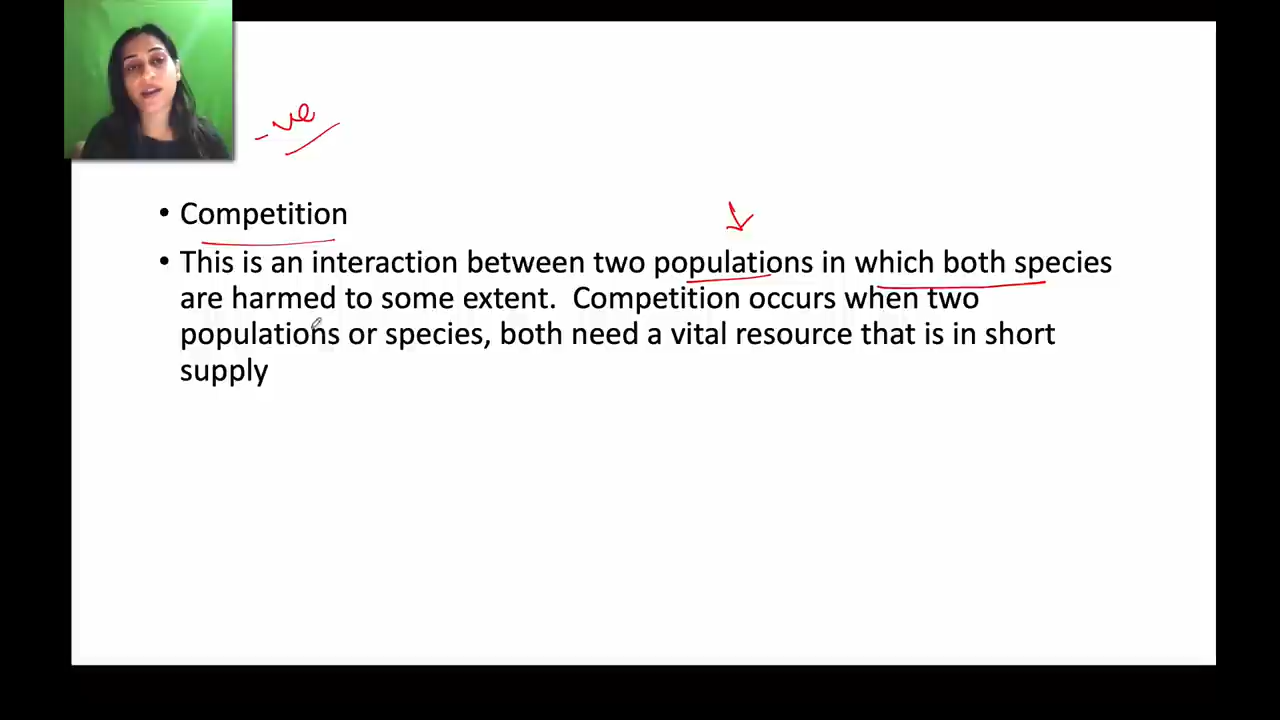 -ve
• Competition
• This is an interaction between two populations in which both species
are harmed to some extent. Competition occurs when two
populations or species, both need a vital resource that is in short
supply